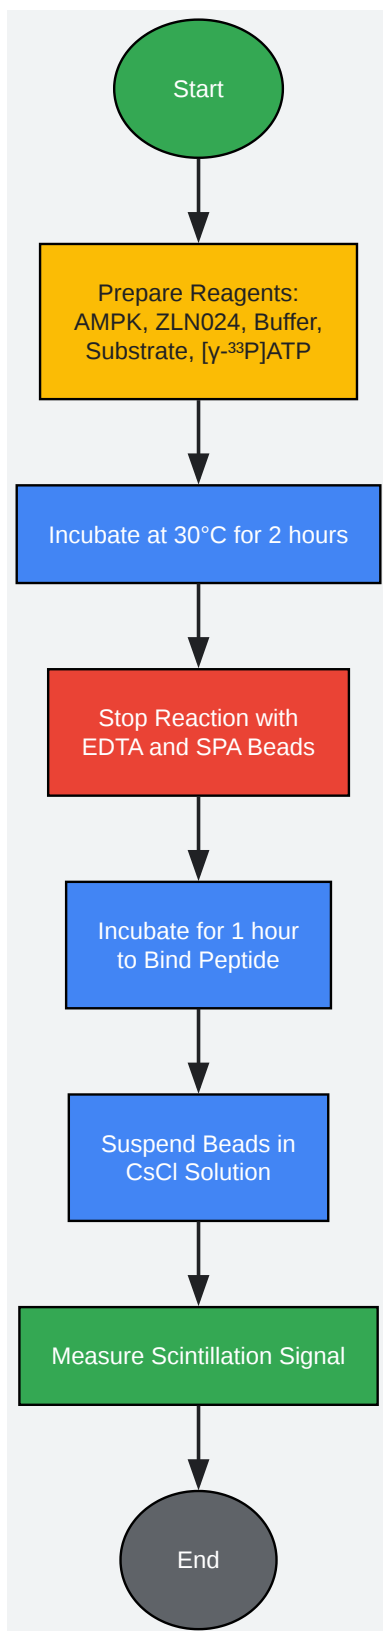 Start
Prepare Reagents:
AMPK, ZLN024, Buffer,
Substrate, [γ-³³P]ATP
Incubate at 30°C for 2 hours
Stop Reaction with
EDTA and SPA Beads
Incubate for 1 hour
to Bind Peptide
Suspend Beads in
CsCl Solution
Measure Scintillation Signal
End